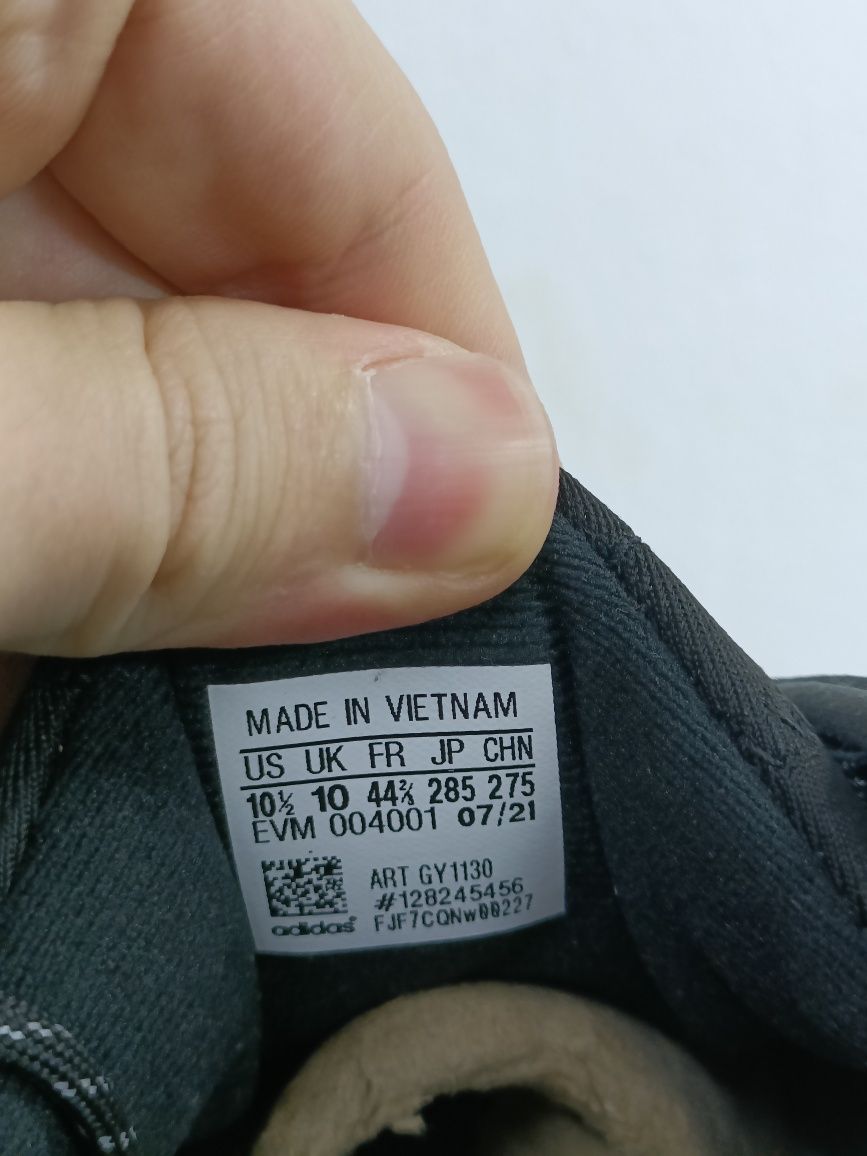 MADE IN VIETNAM
US UK FR JP CHN
10½ 10 44⅔ 285 275
EVM 004001 07/21
ART GY1130
#128245456
adidas FJF7CQNw00227